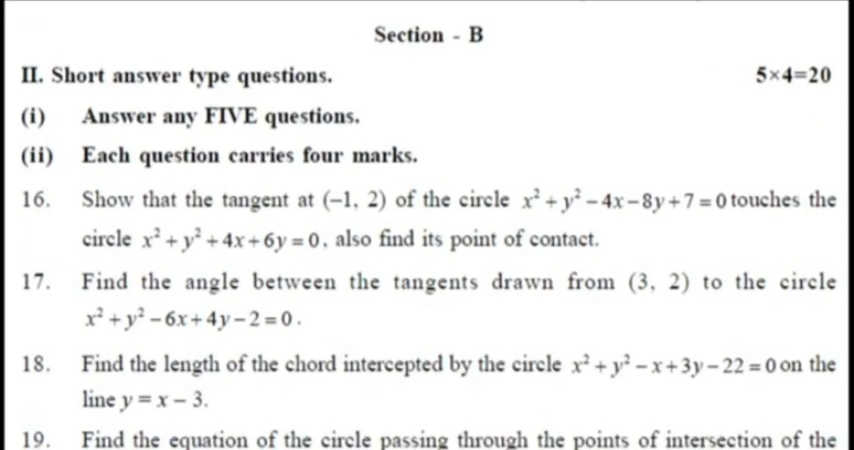 Section - B
II. Short answer type questions. 5×4=20
(i) Answer any FIVE questions.
(ii) Each question carries four marks.
16. Show that the tangent at (−1, 2) of the circle x² + y² − 4x − 8y + 7 = 0 touches the
circle x² + y² + 4x + 6y = 0, also find its point of contact.
17. Find the angle between the tangents drawn from (3, 2) to the circle
x² + y² − 6x + 4y − 2 = 0.
18. Find the length of the chord intercepted by the circle x² + y² − x + 3y − 22 = 0 on the
line y = x − 3.
19. Find the equation of the circle passing through the points of intersection of the